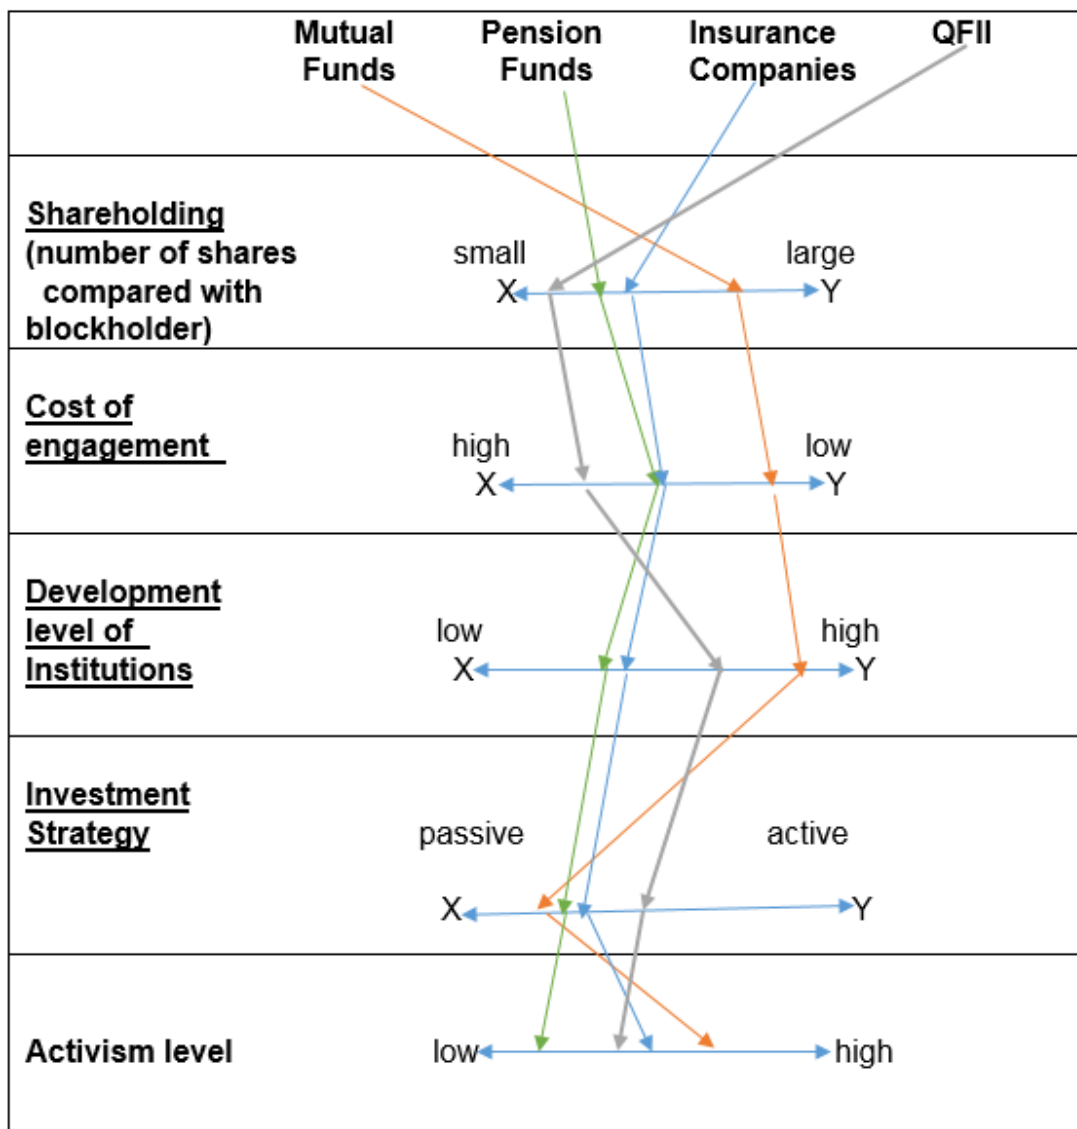 Mutual Funds
Pension Funds
Insurance Companies
QFII
Shareholding
(number of shares
compared with
blockholder)
small
large
X
Y
Cost of
engagement
high
low
X
Y
Development
level of
Institutions
low
high
X
Y
Investment
Strategy
passive
active
X
Y
Activism level
low
high